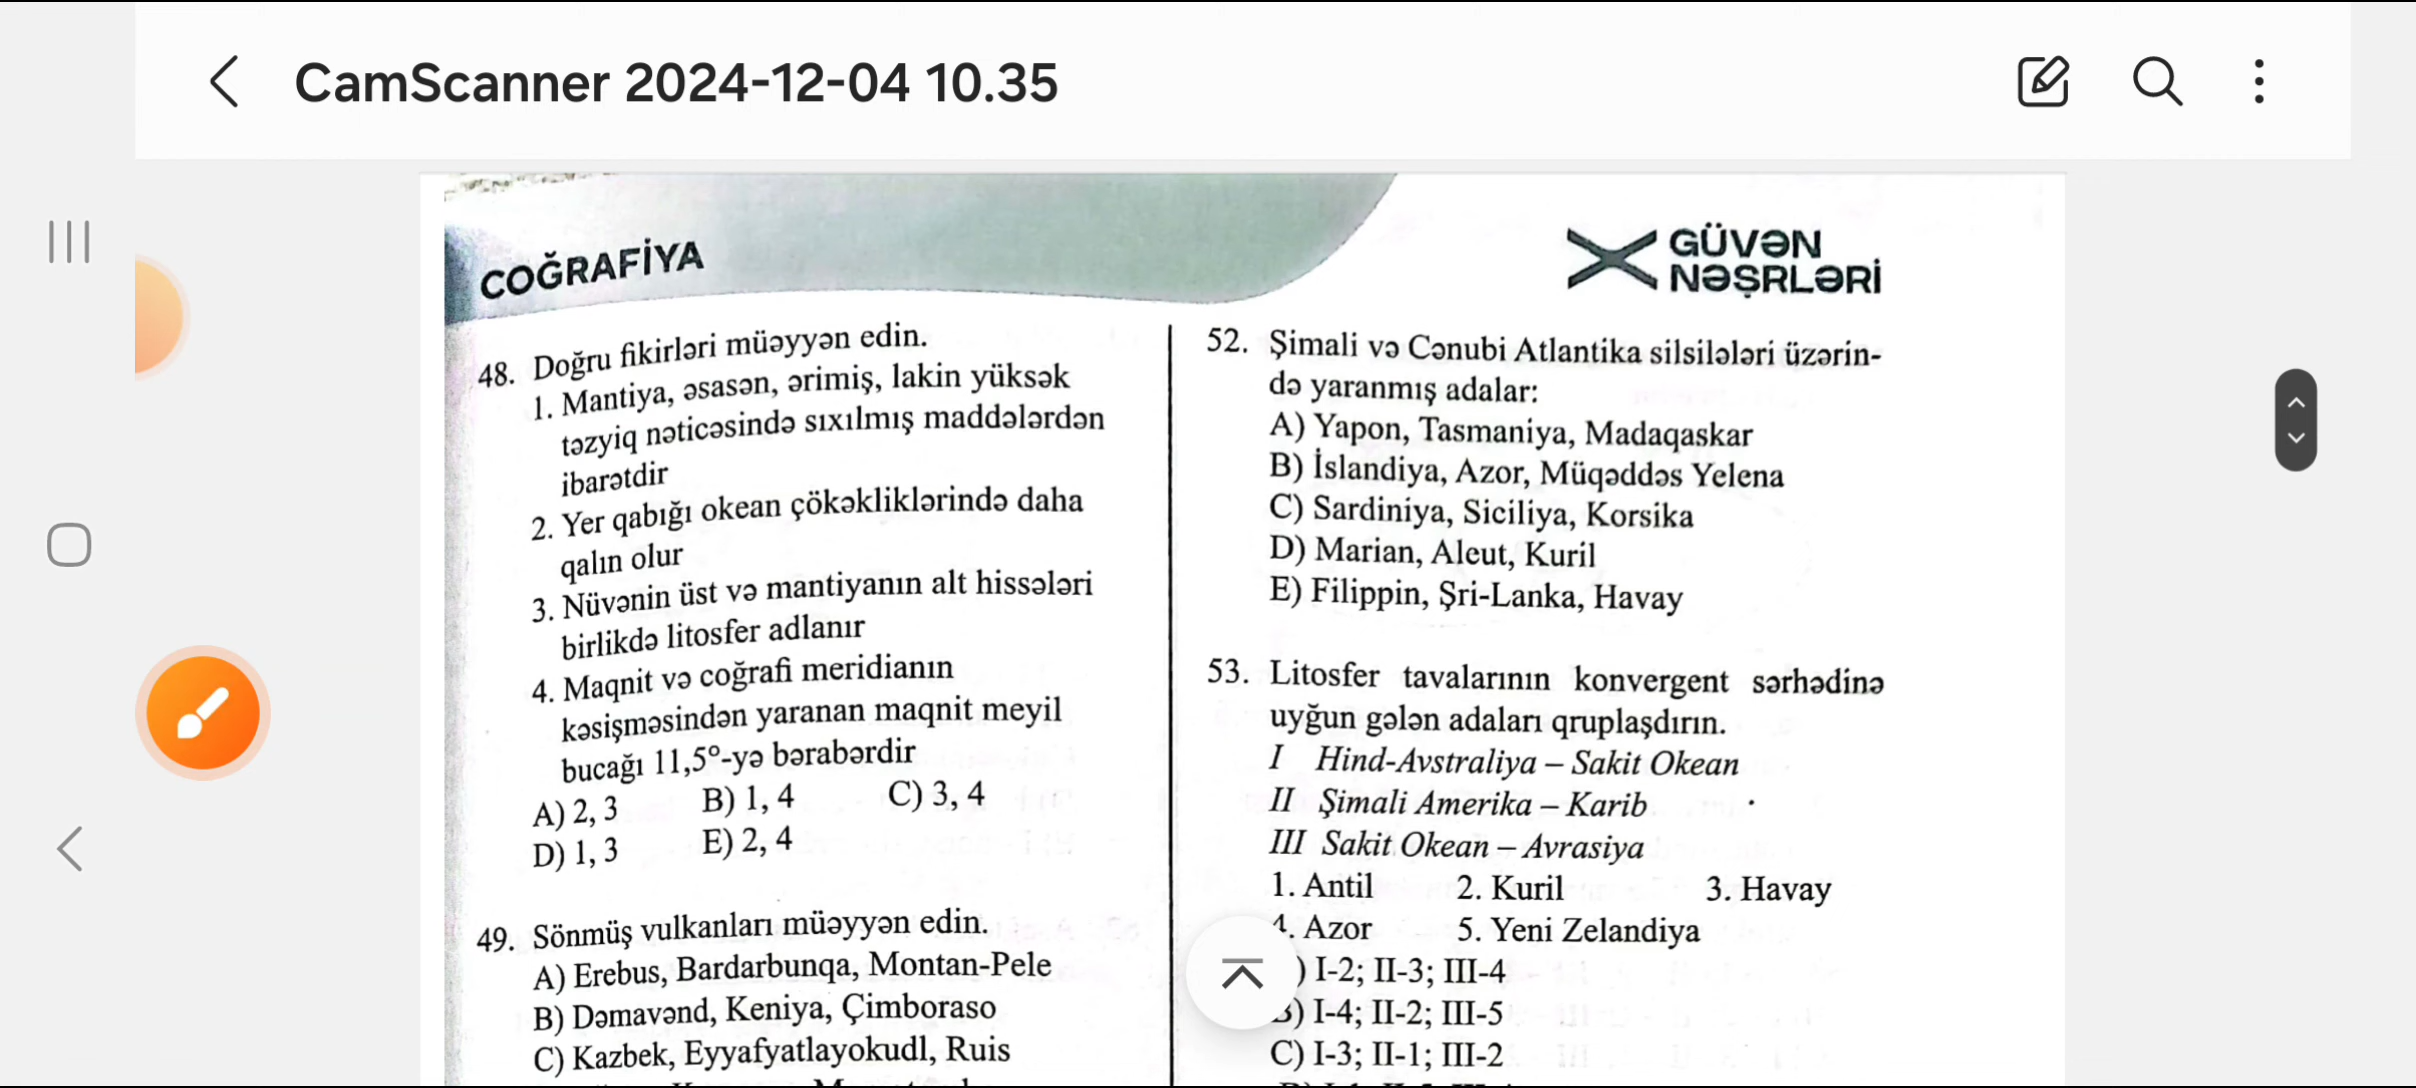 CamScanner 2024-12-04 10.35
COĞRAFİYA
GÜVƏN
NƏŞRLƏRİ
48. Doğru fikirləri müəyyən edin.
1. Mantiya, əsasən, ərimiş, lakin yüksək
təzyiq nəticəsində sıxılmış maddələrdən
ibarətdir
2. Yer qabığı okean çökəkliklərində daha
qalın olur
3. Nüvənin üst və mantiyanın alt hissələri
birlikdə litosfer adlanır
4. Maqnit və coğrafi meridianın
kəsişməsindən yaranan maqnit meyil
bucağı 11,5°-yə bərabərdir
A) 2, 3 B) 1, 4 C) 3, 4
D) 1, 3 E) 2, 4
49. Sönmüş vulkanları müəyyən edin.
A) Erebus, Bardarbunqa, Montan-Pele
B) Dəmavənd, Keniya, Çimboraso
C) Kazbek, Eyyafyatlayokudl, Ruis
52. Şimali və Cənubi Atlantika silsilələri üzərin-
də yaranmış adalar:
A) Yapon, Tasmaniya, Madaqaskar
B) İslandiya, Azor, Müqəddəs Yelena
C) Sardiniya, Siciliya, Korsika
D) Marian, Aleut, Kuril
E) Filippin, Şri-Lanka, Havay
53. Litosfer tavalarının konvergent sərhədinə
uyğun gələn adaları qruplaşdırın.
I Hind-Avstraliya – Sakit Okean
II Şimali Amerika – Karib
III Sakit Okean – Avrasiya
1. Antil 2. Kuril 3. Havay
4. Azor 5. Yeni Zelandiya
) I-2; II-3; III-4
B) I-4; II-2; III-5
C) I-3; II-1; III-2